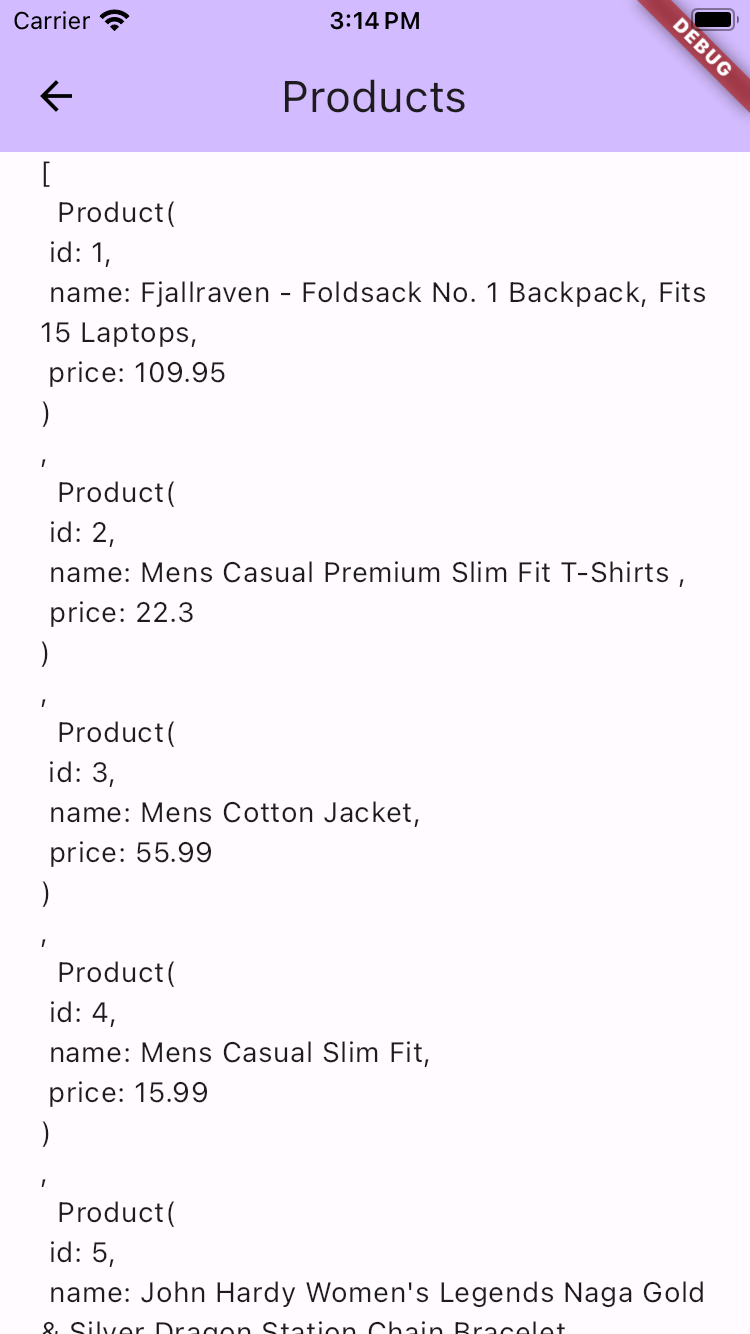 Carrier 3:14 PM
DEBUG
Products
[
Product(
id: 1,
name: Fjallraven - Foldsack No. 1 Backpack, Fits
15 Laptops,
price: 109.95
)
,
Product(
id: 2,
name: Mens Casual Premium Slim Fit T-Shirts ,
price: 22.3
)
,
Product(
id: 3,
name: Mens Cotton Jacket,
price: 55.99
)
,
Product(
id: 4,
name: Mens Casual Slim Fit,
price: 15.99
)
,
Product(
id: 5,
name: John Hardy Women's Legends Naga Gold
& Silver Dragon Station Chain Bracelet